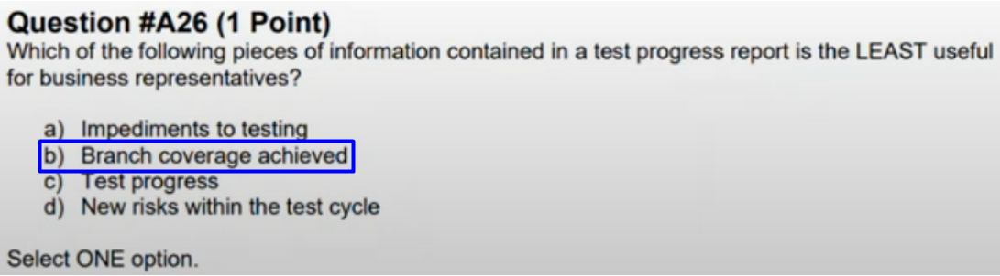 Question #A26 (1 Point)
Which of the following pieces of information contained in a test progress report is the LEAST useful
for business representatives?
a) Impediments to testing
b) Branch coverage achieved
c) Test progress
d) New risks within the test cycle
Select ONE option.